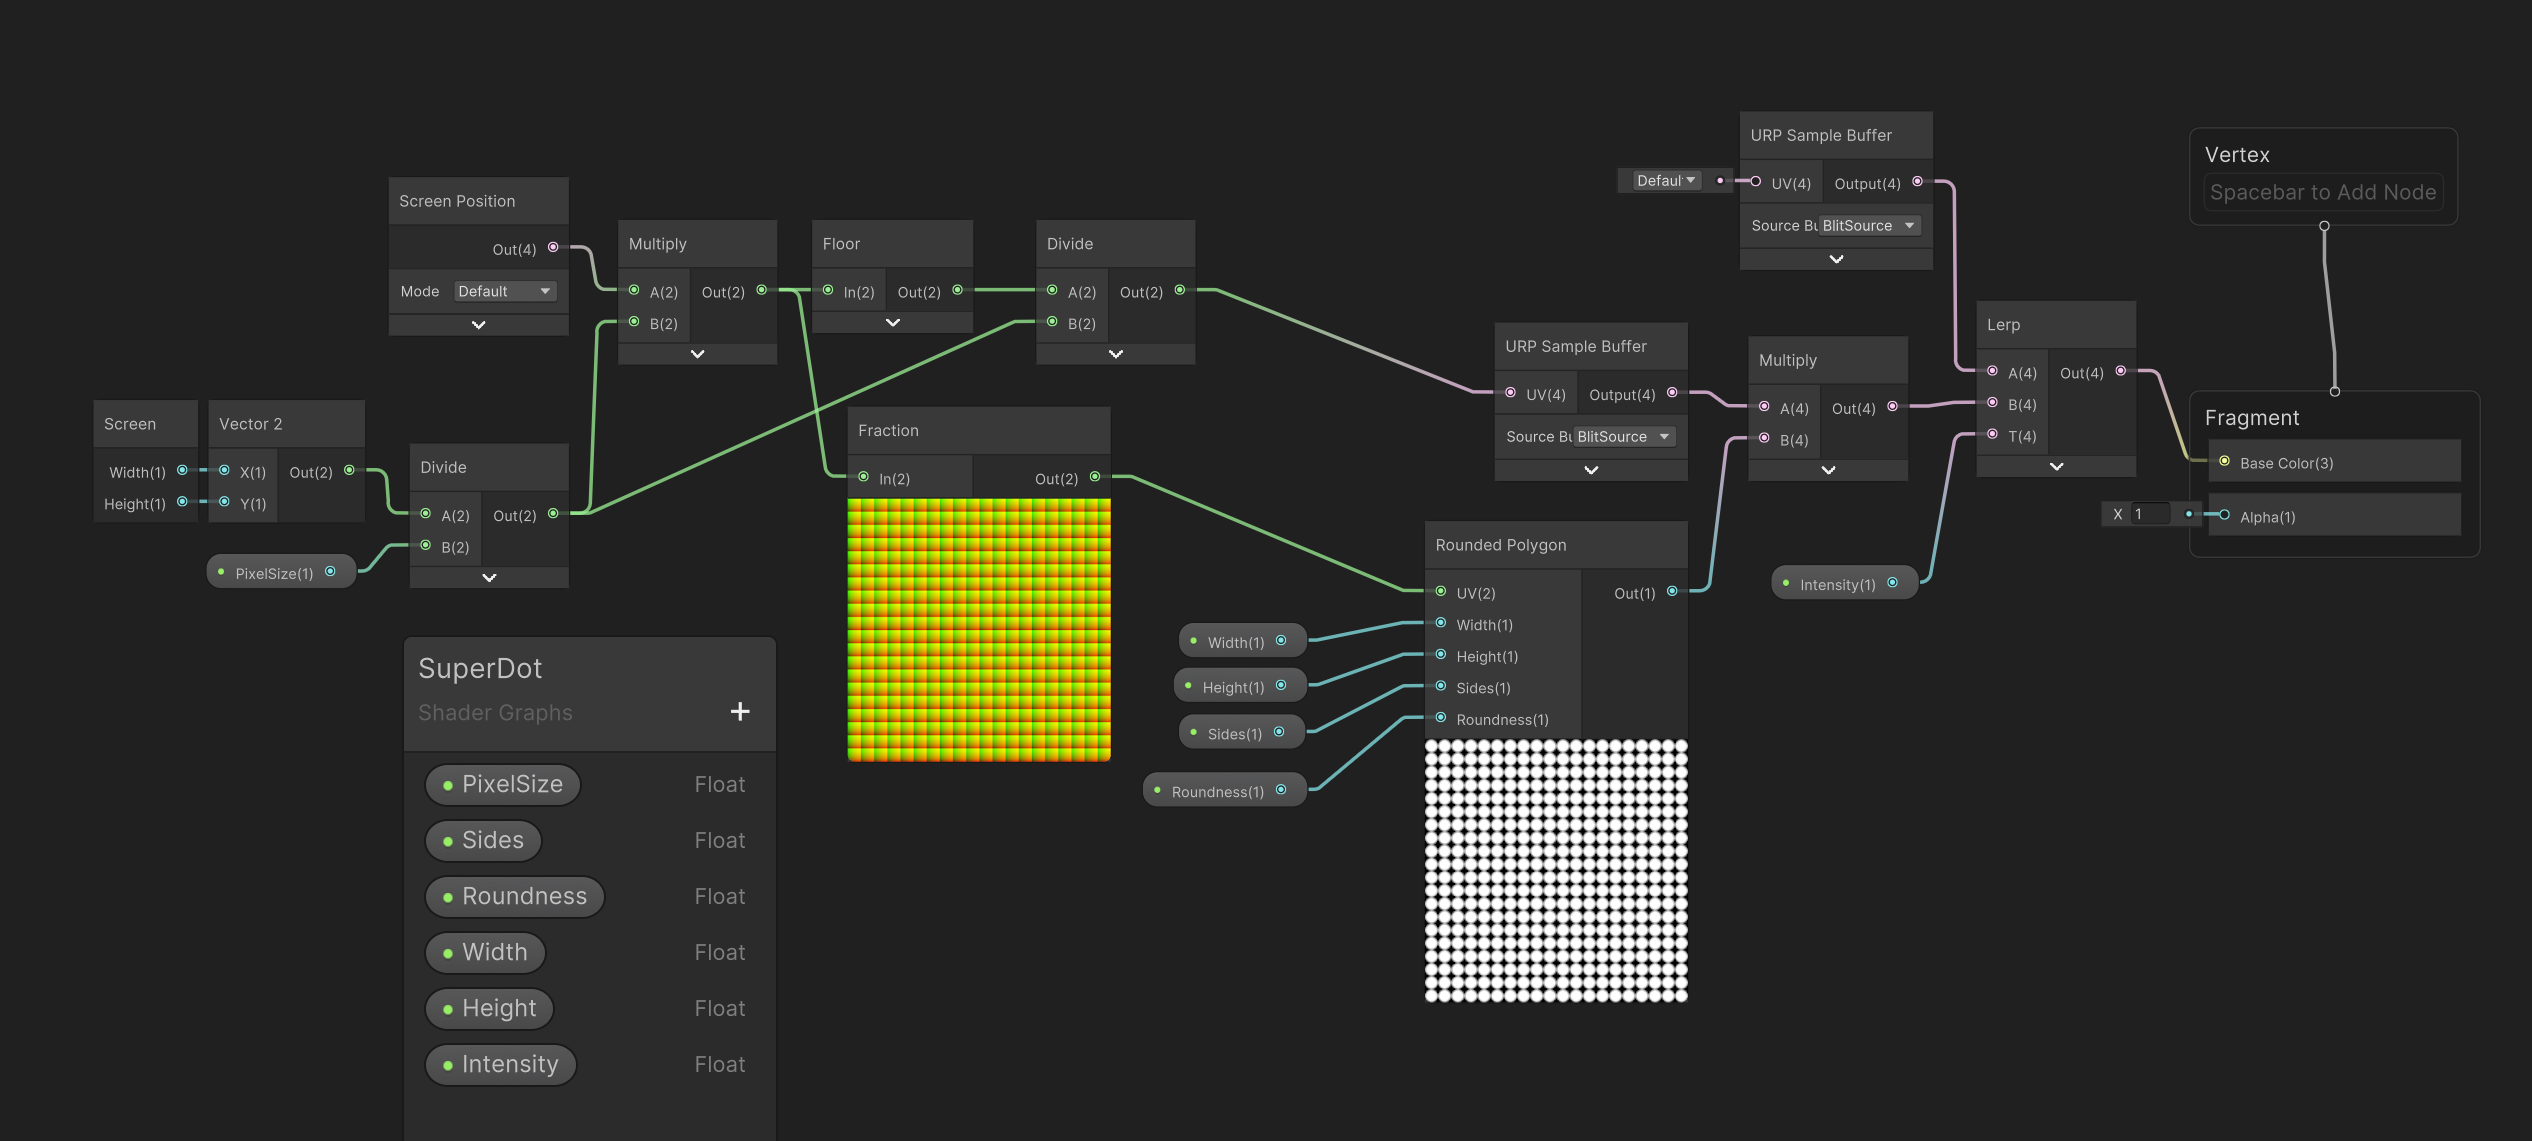 Screen
Width(1)
Height(1)
Vector 2
X(1)
Out(2)
Y(1)
PixelSize(1)
Divide
A(2)
Out(2)
B(2)
Screen Position
Out(4)
Mode
Default
Multiply
A(2)
Out(2)
B(2)
Floor
In(2)
Out(2)
Divide
A(2)
Out(2)
B(2)
Fraction
In(2)
Out(2)
SuperDot
Shader Graphs
+
PixelSize Float
Sides Float
Roundness Float
Width Float
Height Float
Intensity Float
Width(1)
Height(1)
Sides(1)
Roundness(1)
Rounded Polygon
UV(2)
Out(1)
Width(1)
Height(1)
Sides(1)
Roundness(1)
URP Sample Buffer
UV(4)
Output(4)
Source Bu
BlitSource
Defaul
URP Sample Buffer
UV(4)
Output(4)
Source Bu
BlitSource
Multiply
A(4)
Out(4)
B(4)
Intensity(1)
Lerp
A(4)
Out(4)
B(4)
T(4)
Vertex
Spacebar to Add Node
Fragment
Base Color(3)
X 1
Alpha(1)